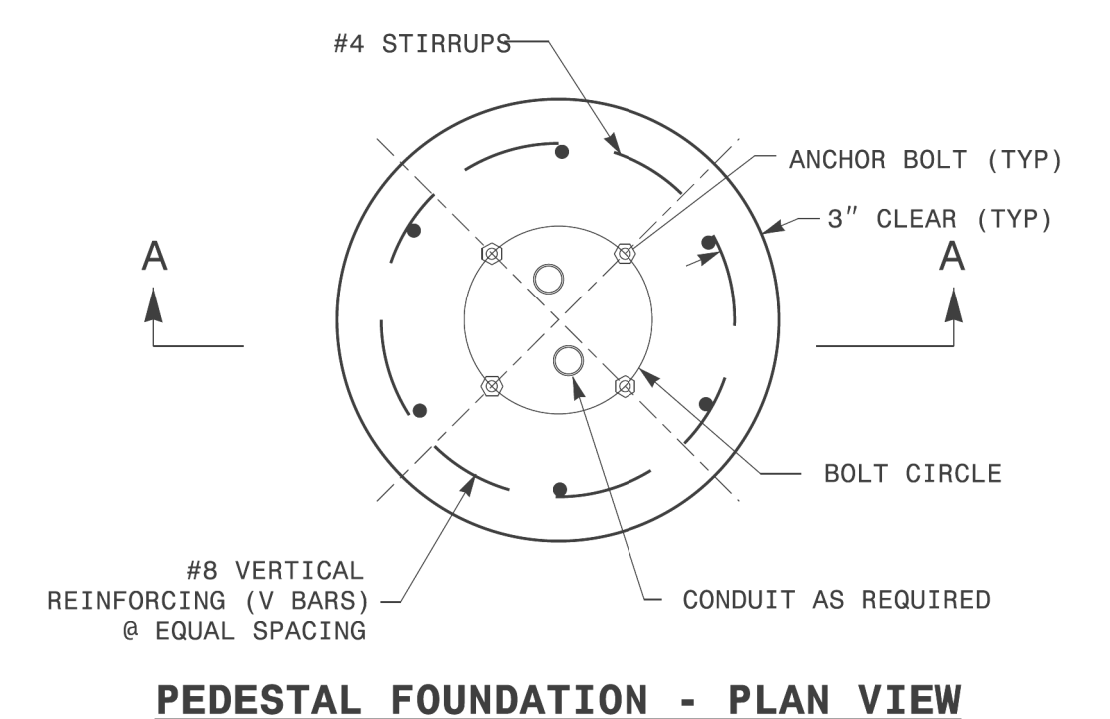 #4 STIRRUPS
ANCHOR BOLT (TYP)
3" CLEAR (TYP)
A
A
BOLT CIRCLE
#8 VERTICAL
REINFORCING (V BARS)
@ EQUAL SPACING
CONDUIT AS REQUIRED
PEDESTAL FOUNDATION - PLAN VIEW